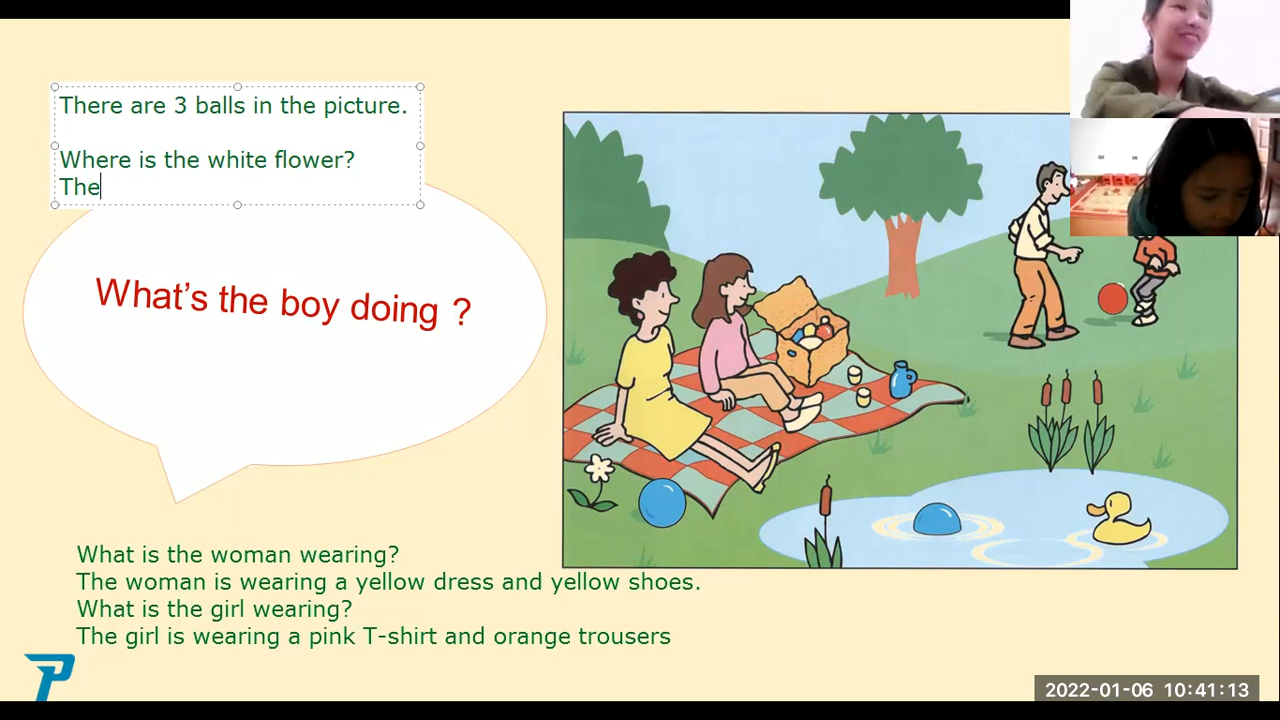 There are 3 balls in the picture.
Where is the white flower?
The
What's the boy doing ?
What is the woman wearing?
The woman is wearing a yellow dress and yellow shoes.
What is the girl wearing?
The girl is wearing a pink T-shirt and orange trousers
2022-01-06 10:41:13